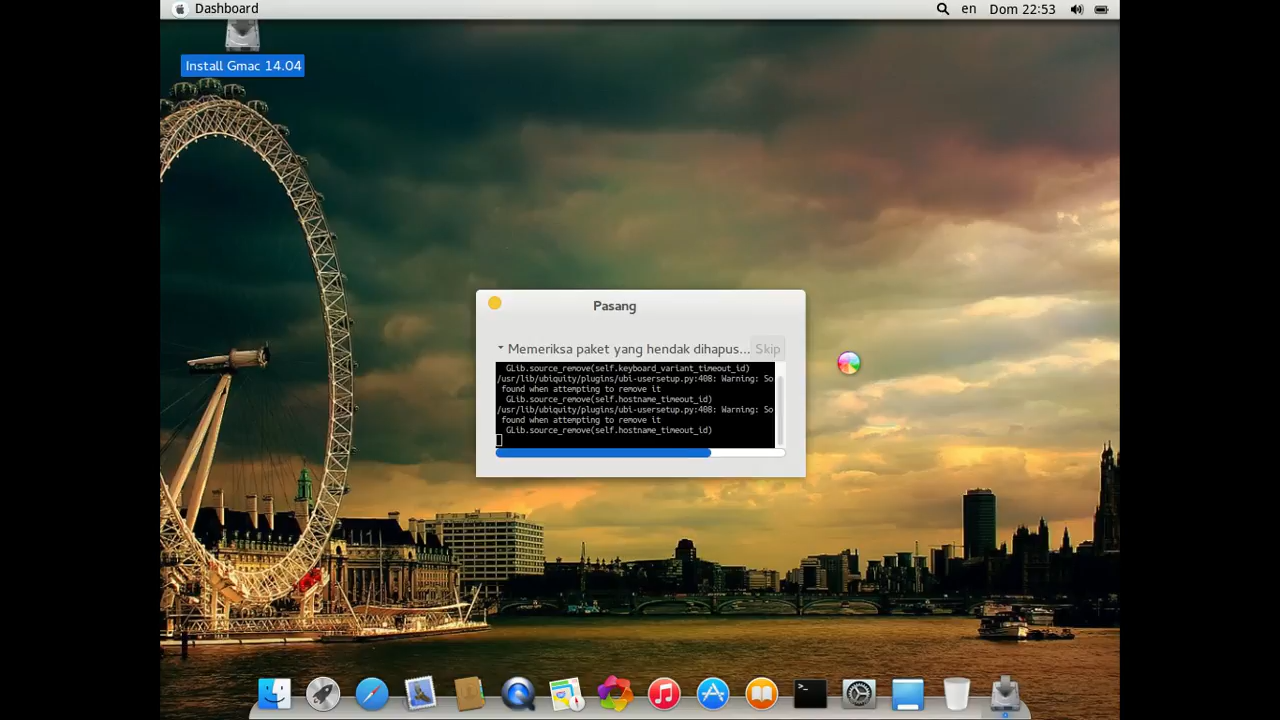 Dashboard
en
Dom 22:53
Install Gmac 14.04
Pasang
Memeriksa paket yang hendak dihapus...
Skip
GLib.source_remove(self.keyboard_variant_timeout_id)
/usr/lib/ubiquity/plugins/ubi-usersetup.py:408: Warning: So
found when attempting to remove it
GLib.source_remove(self.hostname_timeout_id)
/usr/lib/ubiquity/plugins/ubi-usersetup.py:408: Warning: So
found when attempting to remove it
GLib.source_remove(self.hostname_timeout_id)
>_